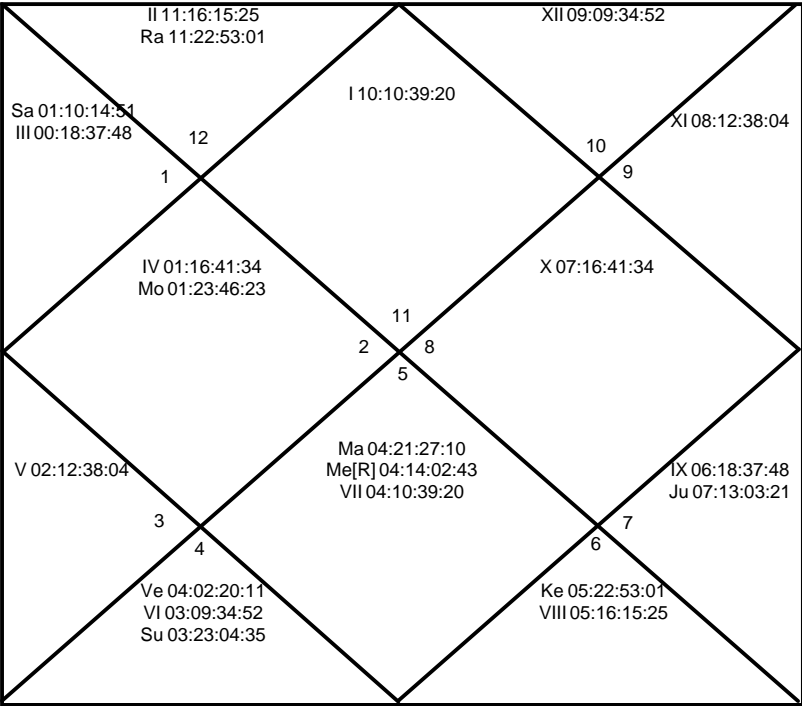 II 11:16:15:25
Ra 11:22:53:01
XII 09:09:34:52
I 10:10:39:20
Sa 01:10:14:51
III 00:18:37:48
XI 08:12:38:04
12
10
1
9
IV 01:16:41:34
Mo 01:23:46:23
X 07:16:41:34
11
2
8
5
Ma 04:21:27:10
Me[R] 04:14:02:43
VII 04:10:39:20
V 02:12:38:04
IX 06:18:37:48
Ju 07:13:03:21
3
7
4
6
Ve 04:02:20:11
VI 03:09:34:52
Su 03:23:04:35
Ke 05:22:53:01
VIII 05:16:15:25